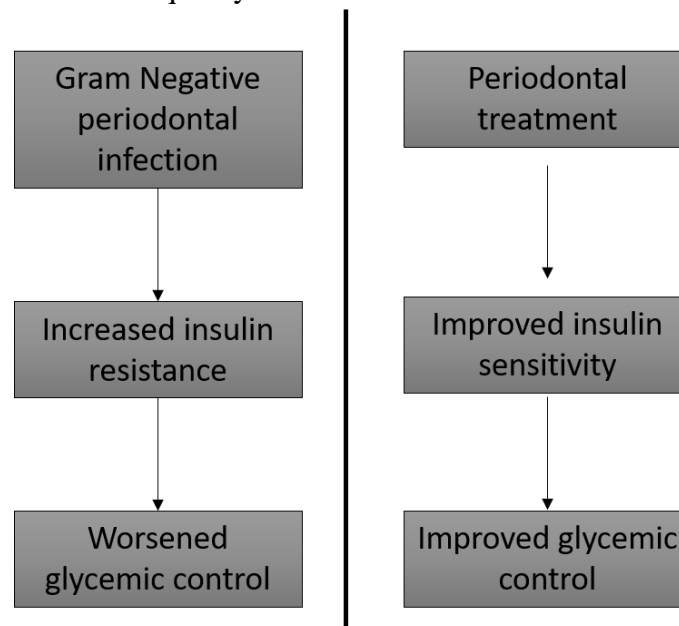 Gram Negative
periodontal
infection
Increased insulin
resistance
Worsened
glycemic control
Periodontal
treatment
Improved insulin
sensitivity
Improved glycemic
control